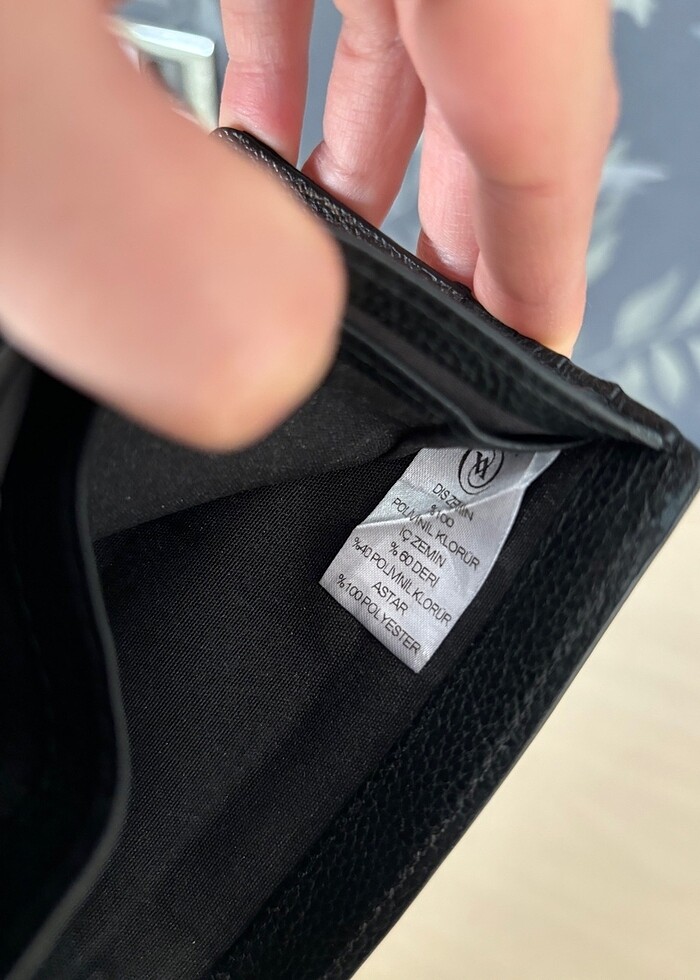 DIŞ ZEMİN
%100
POLİVİNİL KLORÜR
İÇ ZEMİN
% 60 DERİ
%40 POLİVİNİL KLORÜR
ASTAR
%100 POLYESTER